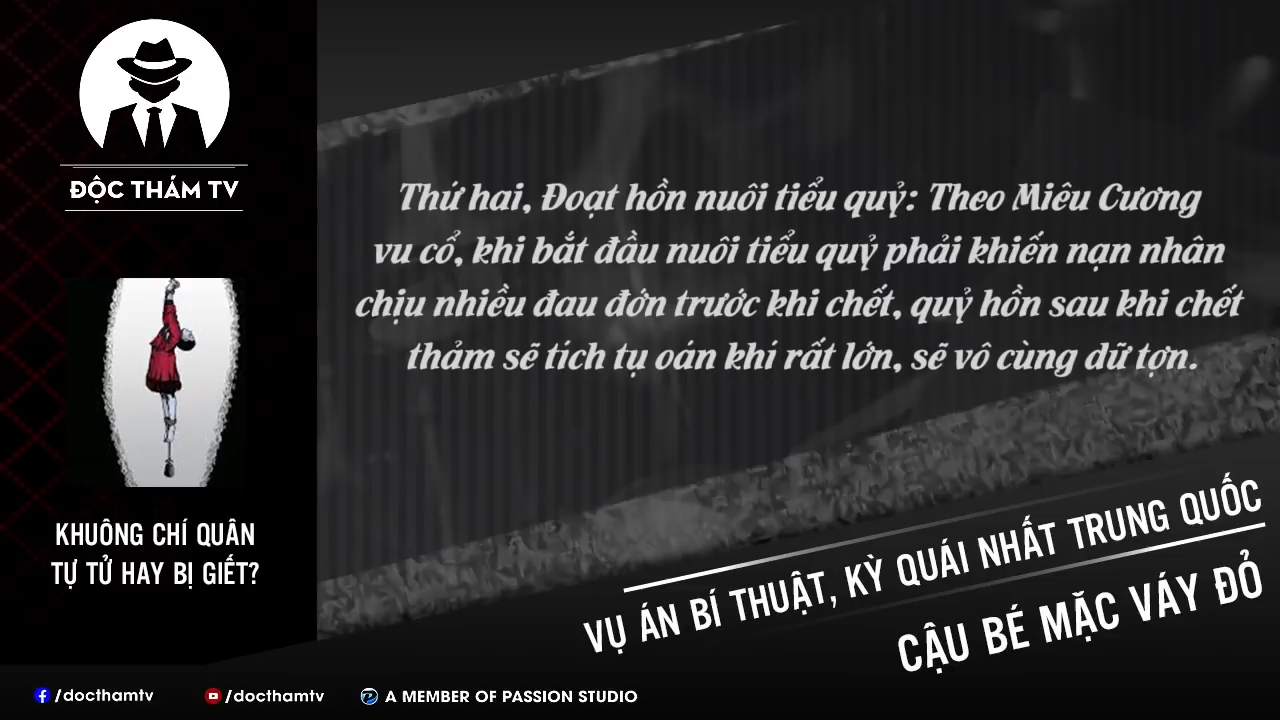 ĐỘC THÁM TV
Thứ hai, Đoạt hồn nuôi tiểu quỷ: Theo Miêu Cương
vu cổ, khi bắt đầu nuôi tiểu quỷ phải khiến nạn nhân
chịu nhiều đau đớn trước khi chết, quỷ hồn sau khi chết
thảm sẽ tích tụ oán khí rất lớn, sẽ vô cùng dữ tợn.
KHUÔNG CHÍ QUÂN
TỰ TỬ HAY BỊ GIẾT?
VỤ ÁN BÍ THUẬT, KỲ QUÁI NHẤT TRUNG QUỐC
CẬU BÉ MẶC VÁY ĐỎ
/docthamtv
/docthamtv
A MEMBER OF PASSION STUDIO